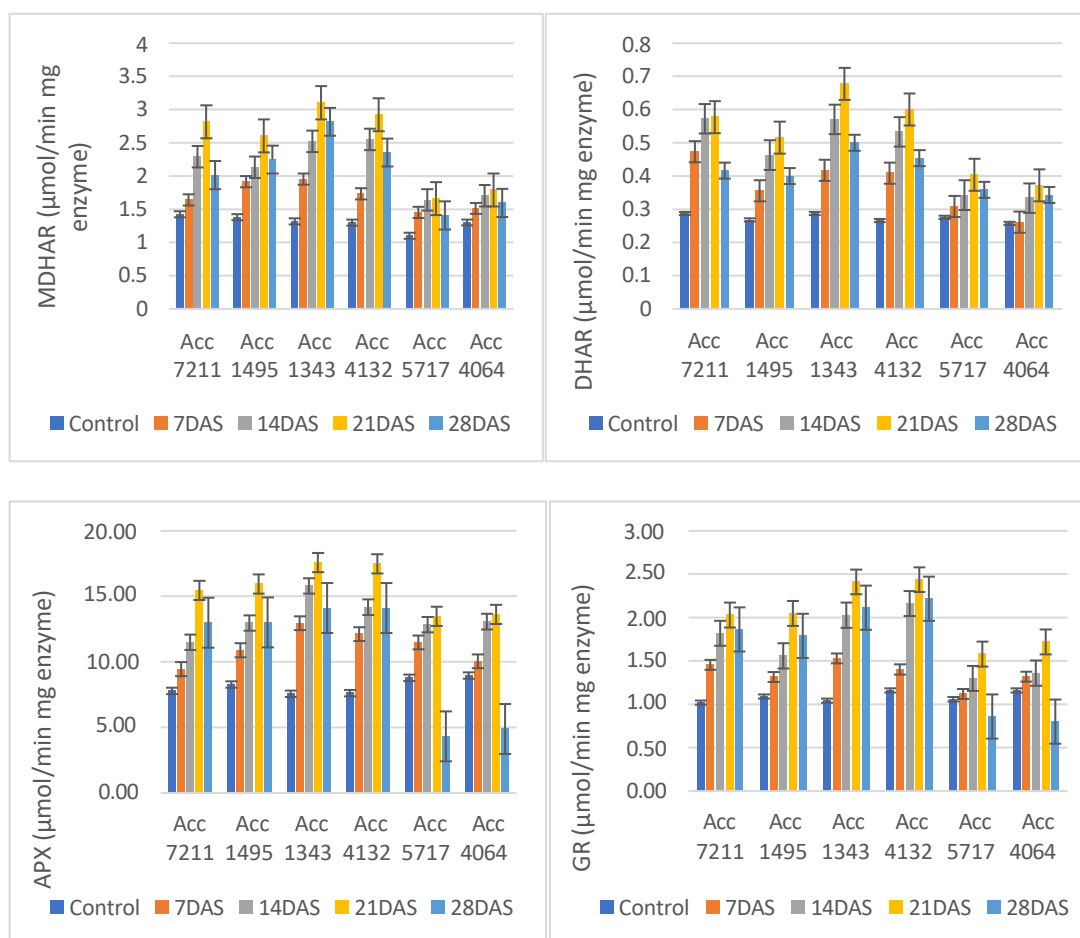 MDHAR (µmol/min mg
enzyme)
4
3.5
3
2.5
2
1.5
1
0.5
0
Acc Acc Acc Acc Acc Acc
7211 1495 1343 4132 5717 4064
Control 7DAS 14DAS 21DAS 28DAS
DHAR (µmol/min mg enzyme)
0.8
0.7
0.6
0.5
0.4
0.3
0.2
0.1
0
Acc Acc Acc Acc Acc Acc
7211 1495 1343 4132 5717 4064
Control 7DAS 14DAS 21DAS 28DAS
APX (µmol/min mg enzyme)
20.00
15.00
10.00
5.00
0.00
Acc Acc Acc Acc Acc Acc
7211 1495 1343 4132 5717 4064
Control 7DAS 14DAS 21DAS 28DAS
GR (µmol/min mg enzyme)
3.00
2.50
2.00
1.50
1.00
0.50
0.00
Acc Acc Acc Acc Acc Acc
7211 1495 1343 4132 5717 4064
Control 7DAS 14DAS 21DAS 28DAS